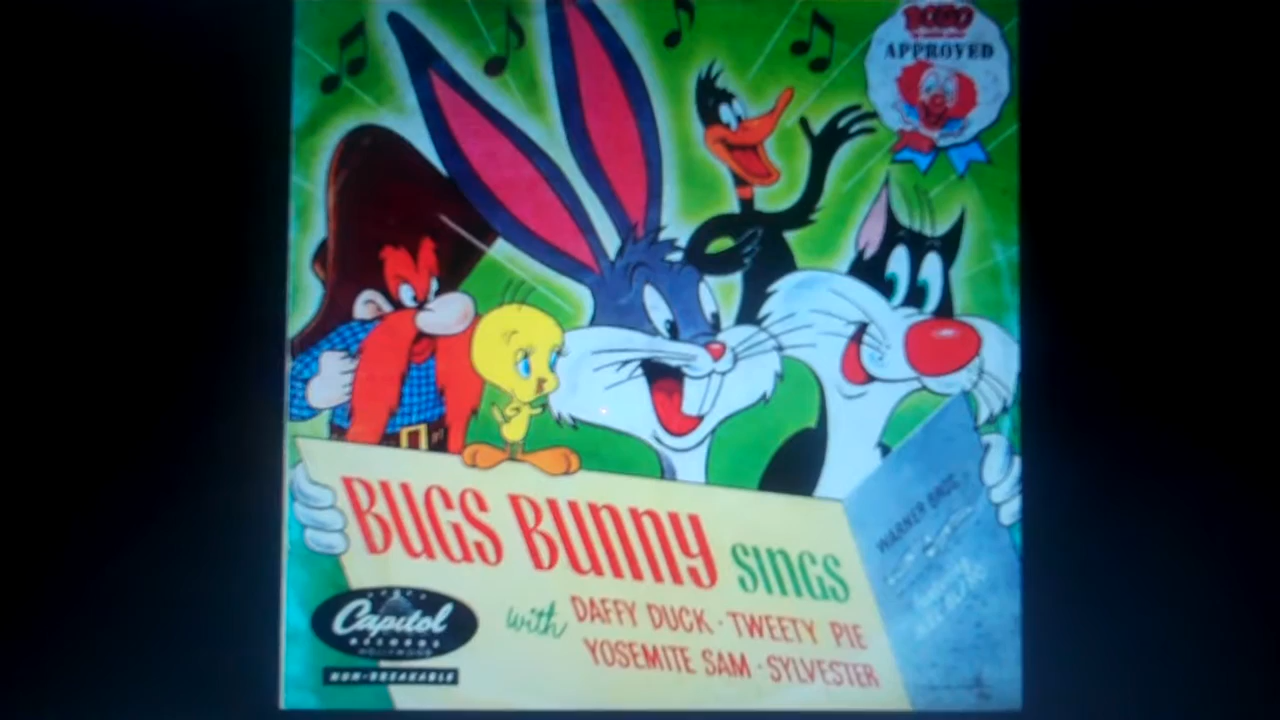 BOZO
APPROVED
BUGS BUNNY SINGS
with DAFFY DUCK · TWEETY PIE
YOSEMITE SAM · SYLVESTER
WARNER BROS.
Capitol
RECORDS
HOLLYWOOD
NON-BREAKABLE